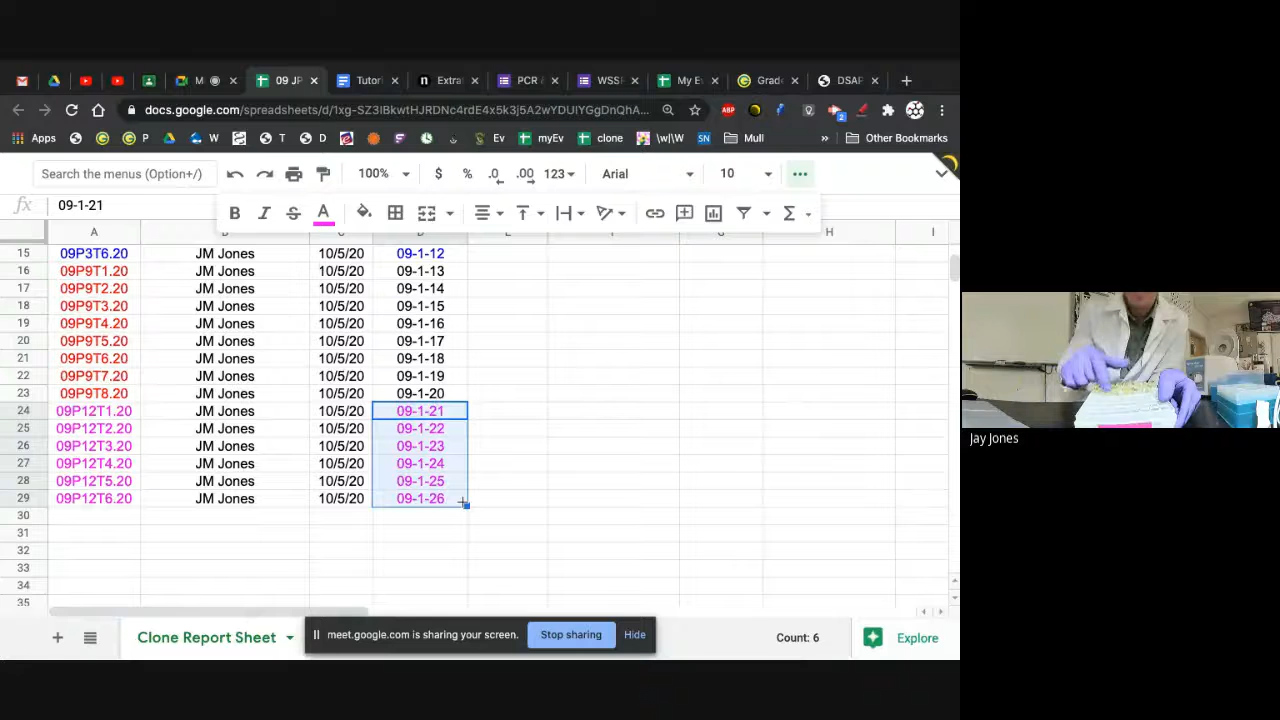 M
09 JP
Tutori
Extra
PCR &
WSSP
My Ev
Grade
DSAP
docs.google.com/spreadsheets/d/1xg-SZ3IBkwtHJRDNc4rdE4x5k3j5A2wYDUIYGgDnQhA...
ABP
2
Apps
P
W
T
D
Ev
myEv
clone
\w|\W
SN
Mull
»
Other Bookmarks
Search the menus (Option+/)
100%
$
%
.0
.00
123
Arial
10
fx
09-1-21
B
I
S
A
Σ
A
D
E
H
I
15 09P3T6.20 JM Jones 10/5/20 09-1-12
16 09P9T1.20 JM Jones 10/5/20 09-1-13
17 09P9T2.20 JM Jones 10/5/20 09-1-14
18 09P9T3.20 JM Jones 10/5/20 09-1-15
19 09P9T4.20 JM Jones 10/5/20 09-1-16
20 09P9T5.20 JM Jones 10/5/20 09-1-17
21 09P9T6.20 JM Jones 10/5/20 09-1-18
22 09P9T7.20 JM Jones 10/5/20 09-1-19
23 09P9T8.20 JM Jones 10/5/20 09-1-20
24 09P12T1.20 JM Jones 10/5/20 09-1-21
25 09P12T2.20 JM Jones 10/5/20 09-1-22
26 09P12T3.20 JM Jones 10/5/20 09-1-23
27 09P12T4.20 JM Jones 10/5/20 09-1-24
28 09P12T5.20 JM Jones 10/5/20 09-1-25
29 09P12T6.20 JM Jones 10/5/20 09-1-26
30
31
32
33
34
35
Clone Report Sheet
meet.google.com is sharing your screen.
Stop sharing
Hide
Count: 6
Explore
Jay Jones